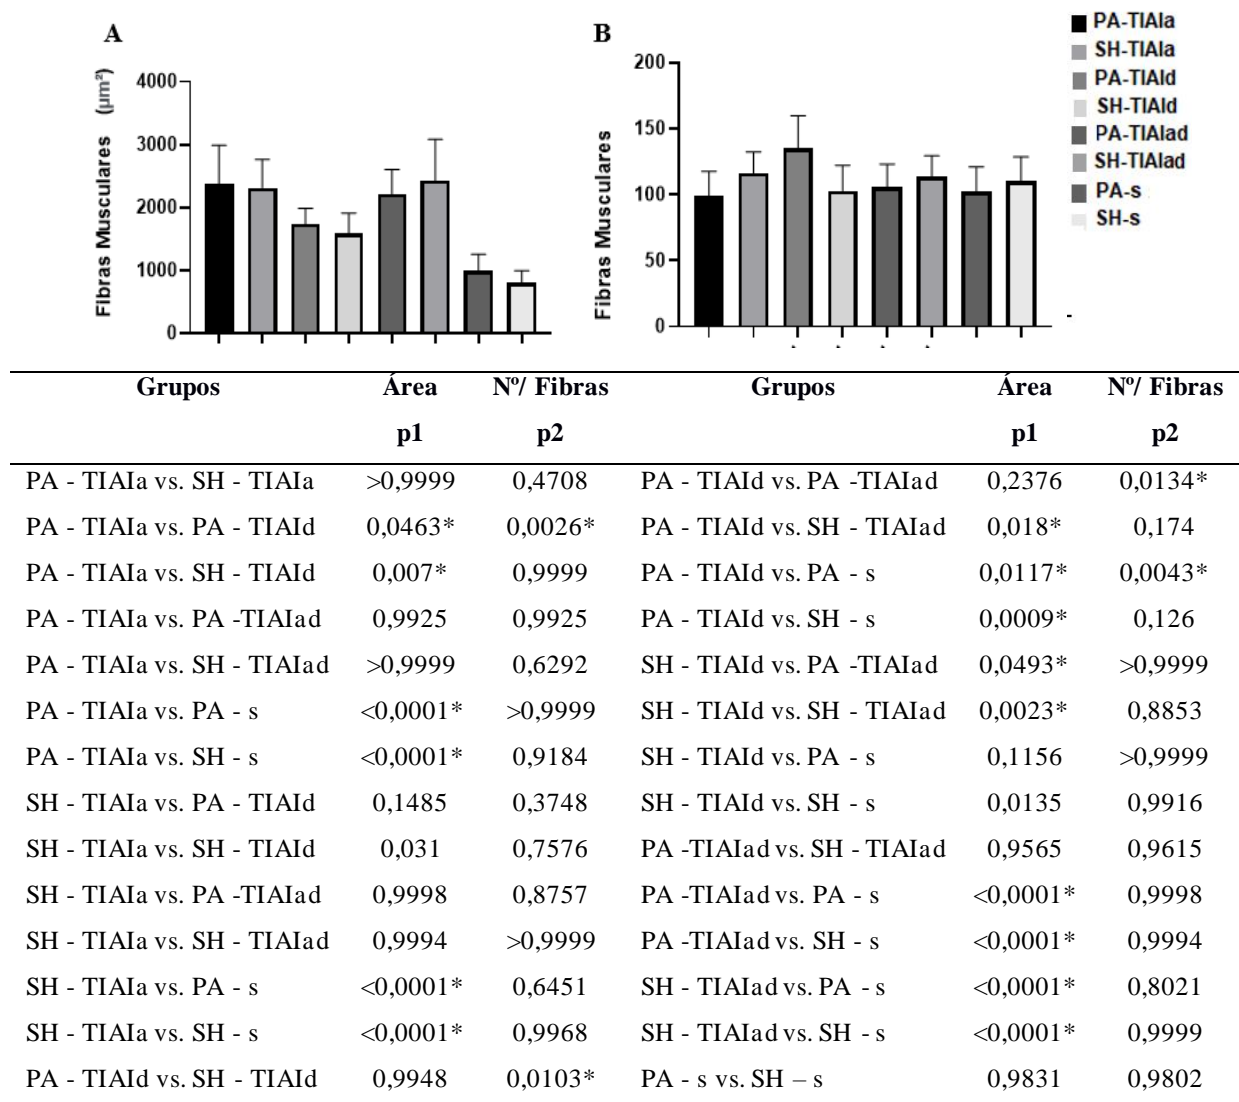 A
B
Fibras Musculares (µm²)
4000
3000
2000
1000
0
Fibras Musculares
200
150
100
50
0
PA-TIAIa
SH-TIAIa
PA-TIAId
SH-TIAId
PA-TIAIad
SH-TIAIad
PA-s
SH-s
Grupos Área Nº/ Fibras Grupos Área Nº/ Fibras
p1 p2 p1 p2
PA - TIAIa vs. SH - TIAIa >0,9999 0,4708 PA - TIAId vs. PA -TIAIad 0,2376 0,0134*
PA - TIAIa vs. PA - TIAId 0,0463* 0,0026* PA - TIAId vs. SH - TIAIad 0,018* 0,174
PA - TIAIa vs. SH - TIAId 0,007* 0,9999 PA - TIAId vs. PA - s 0,0117* 0,0043*
PA - TIAIa vs. PA -TIAIad 0,9925 0,9925 PA - TIAId vs. SH - s 0,0009* 0,126
PA - TIAIa vs. SH - TIAIad >0,9999 0,6292 SH - TIAId vs. PA -TIAIad 0,0493* >0,9999
PA - TIAIa vs. PA - s <0,0001* >0,9999 SH - TIAId vs. SH - TIAIad 0,0023* 0,8853
PA - TIAIa vs. SH - s <0,0001* 0,9184 SH - TIAId vs. PA - s 0,1156 >0,9999
SH - TIAIa vs. PA - TIAId 0,1485 0,3748 SH - TIAId vs. SH - s 0,0135 0,9916
SH - TIAIa vs. SH - TIAId 0,031 0,7576 PA -TIAIad vs. SH - TIAIad 0,9565 0,9615
SH - TIAIa vs. PA -TIAIad 0,9998 0,8757 PA -TIAIad vs. PA - s <0,0001* 0,9998
SH - TIAIa vs. SH - TIAIad 0,9994 >0,9999 PA -TIAIad vs. SH - s <0,0001* 0,9994
SH - TIAIa vs. PA - s <0,0001* 0,6451 SH - TIAIad vs. PA - s <0,0001* 0,8021
SH - TIAIa vs. SH - s <0,0001* 0,9968 SH - TIAIad vs. SH - s <0,0001* 0,9999
PA - TIAId vs. SH - TIAId 0,9948 0,0103* PA - s vs. SH – s 0,9831 0,9802